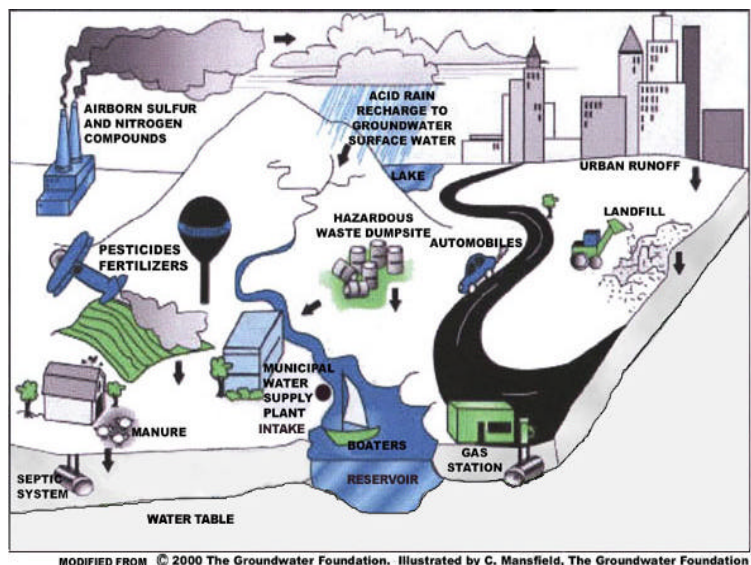 AIRBORN SULFUR
AND NITROGEN
COMPOUNDS
ACID RAIN
RECHARGE TO
GROUNDWATER
SURFACE WATER
LAKE
URBAN RUNOFF
LANDFILL
HAZARDOUS
WASTE DUMPSITE
AUTOMOBILES
PESTICIDES
FERTILIZERS
MUNICIPAL
WATER
SUPPLY
PLANT
INTAKE
MANURE
BOATERS
GAS
STATION
SEPTIC
SYSTEM
RESERVOIR
WATER TABLE
MODIFIED FROM © 2000 The Groundwater Foundation. Illustrated by C. Mansfield, The Groundwater Foundation